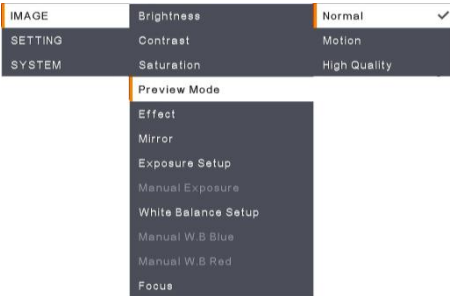 IMAGE
SETTING
SYSTEM
Brightness
Contrast
Saturation
Preview Mode
Effect
Mirror
Exposure Setup
Manual Exposure
White Balance Setup
Manual W.B Blue
Manual W.B Red
Focus
Normal
Motion
High Quality